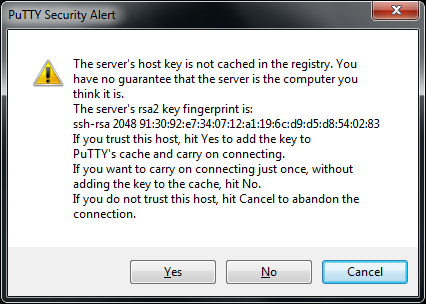 PuTTY Security Alert
The server's host key is not cached in the registry. You
have no guarantee that the server is the computer you
think it is.
The server's rsa2 key fingerprint is:
ssh-rsa 2048 91:30:92:e7:34:07:12:a1:19:6c:d9:d5:d8:54:02:83
If you trust this host, hit Yes to add the key to
PuTTY's cache and carry on connecting.
If you want to carry on connecting just once, without
adding the key to the cache, hit No.
If you do not trust this host, hit Cancel to abandon the
connection.
Yes No Cancel